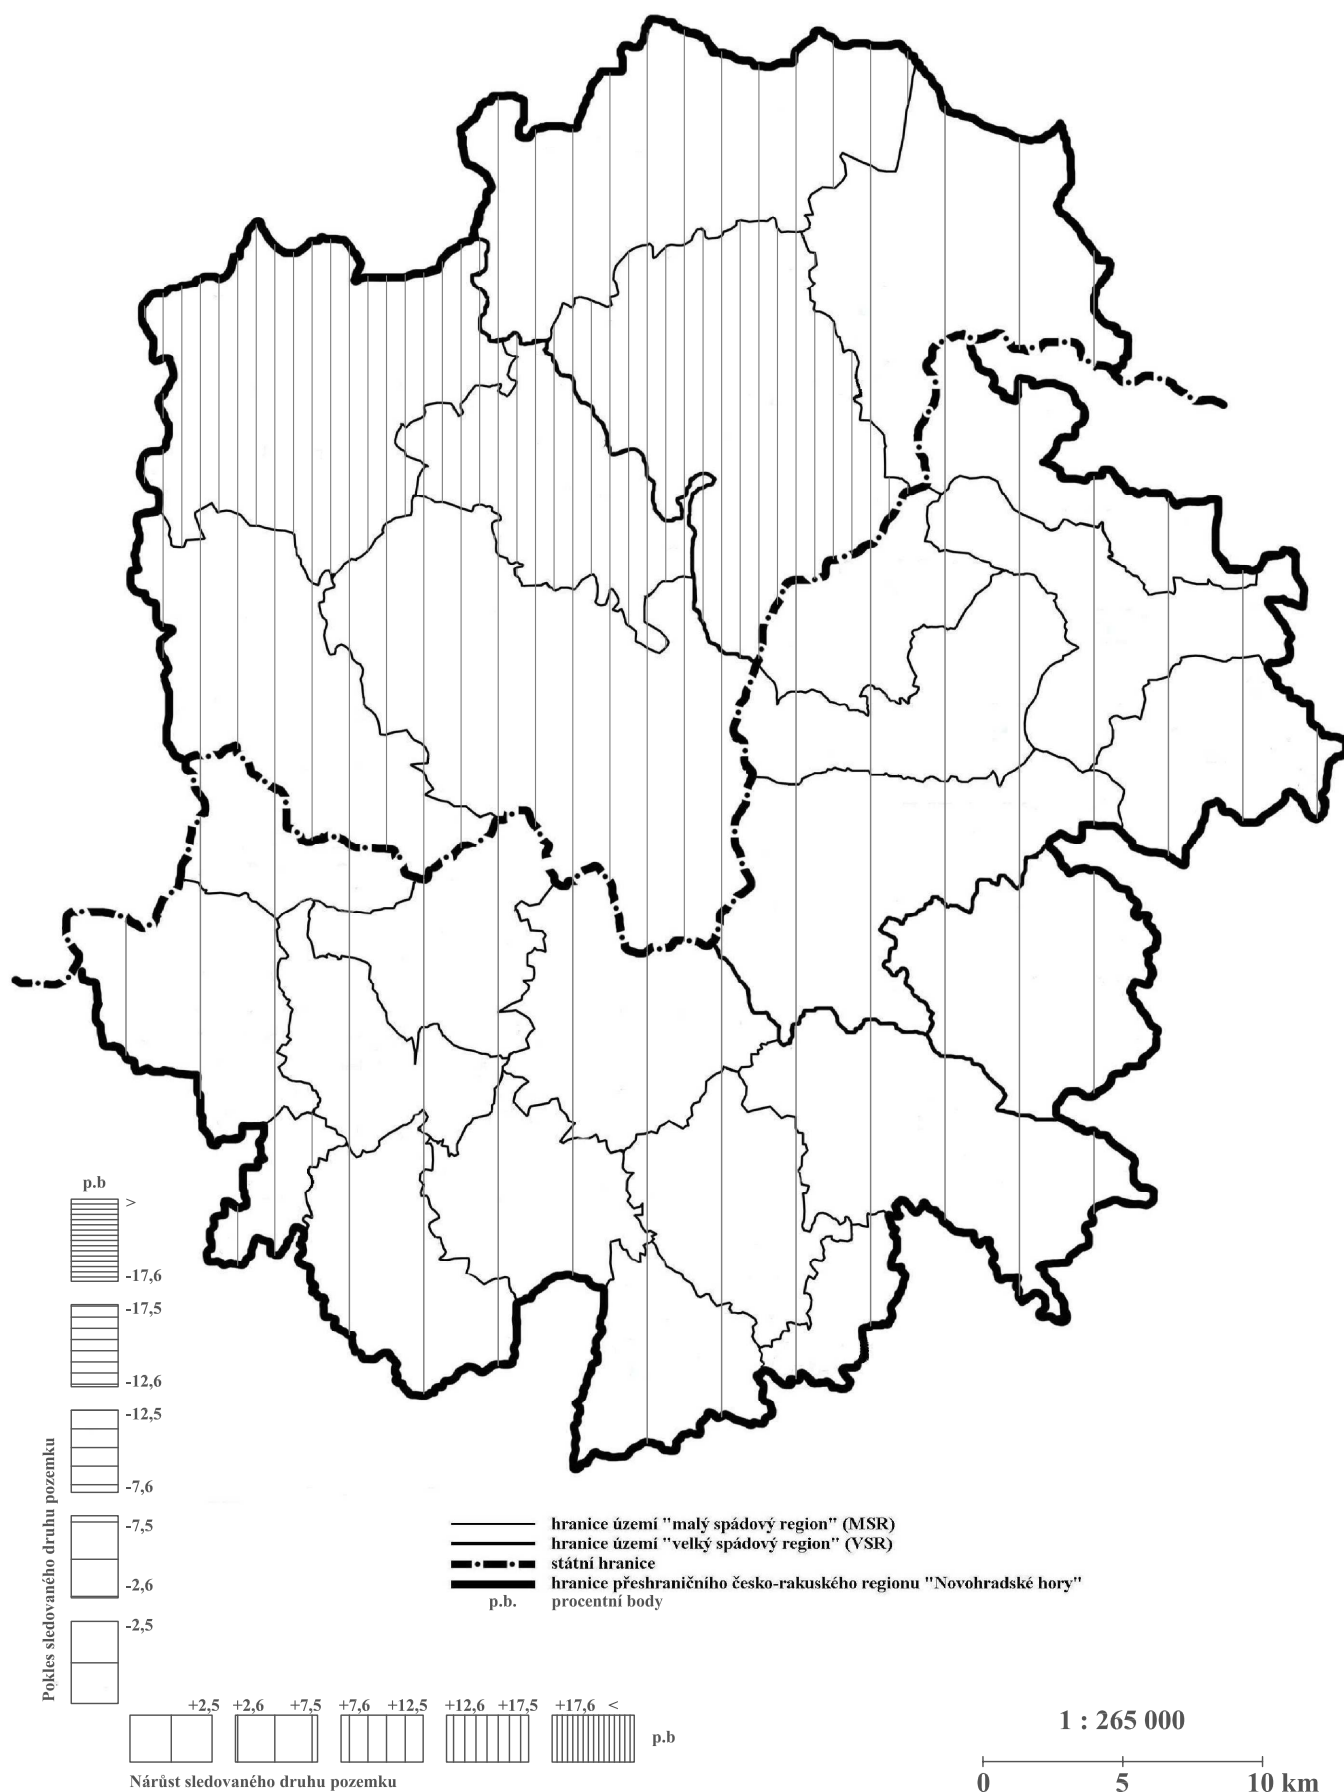 p.b
>
-17,6
-17,5
-12,6
-12,5
-7,6
-7,5
-2,6
-2,5
Pokles sledovaného druhu pozemku
hranice území "malý spádový region" (MSR)
hranice území "velký spádový region" (VSR)
státní hranice
hranice přeshraničního česko-rakuského regionu "Novohradské hory"
p.b. procentní body
+2,5 +2,6 +7,5 +7,6 +12,5 +12,6 +17,5 +17,6 <
p.b
Nárůst sledovaného druhu pozemku
1 : 265 000
0 5 10 km